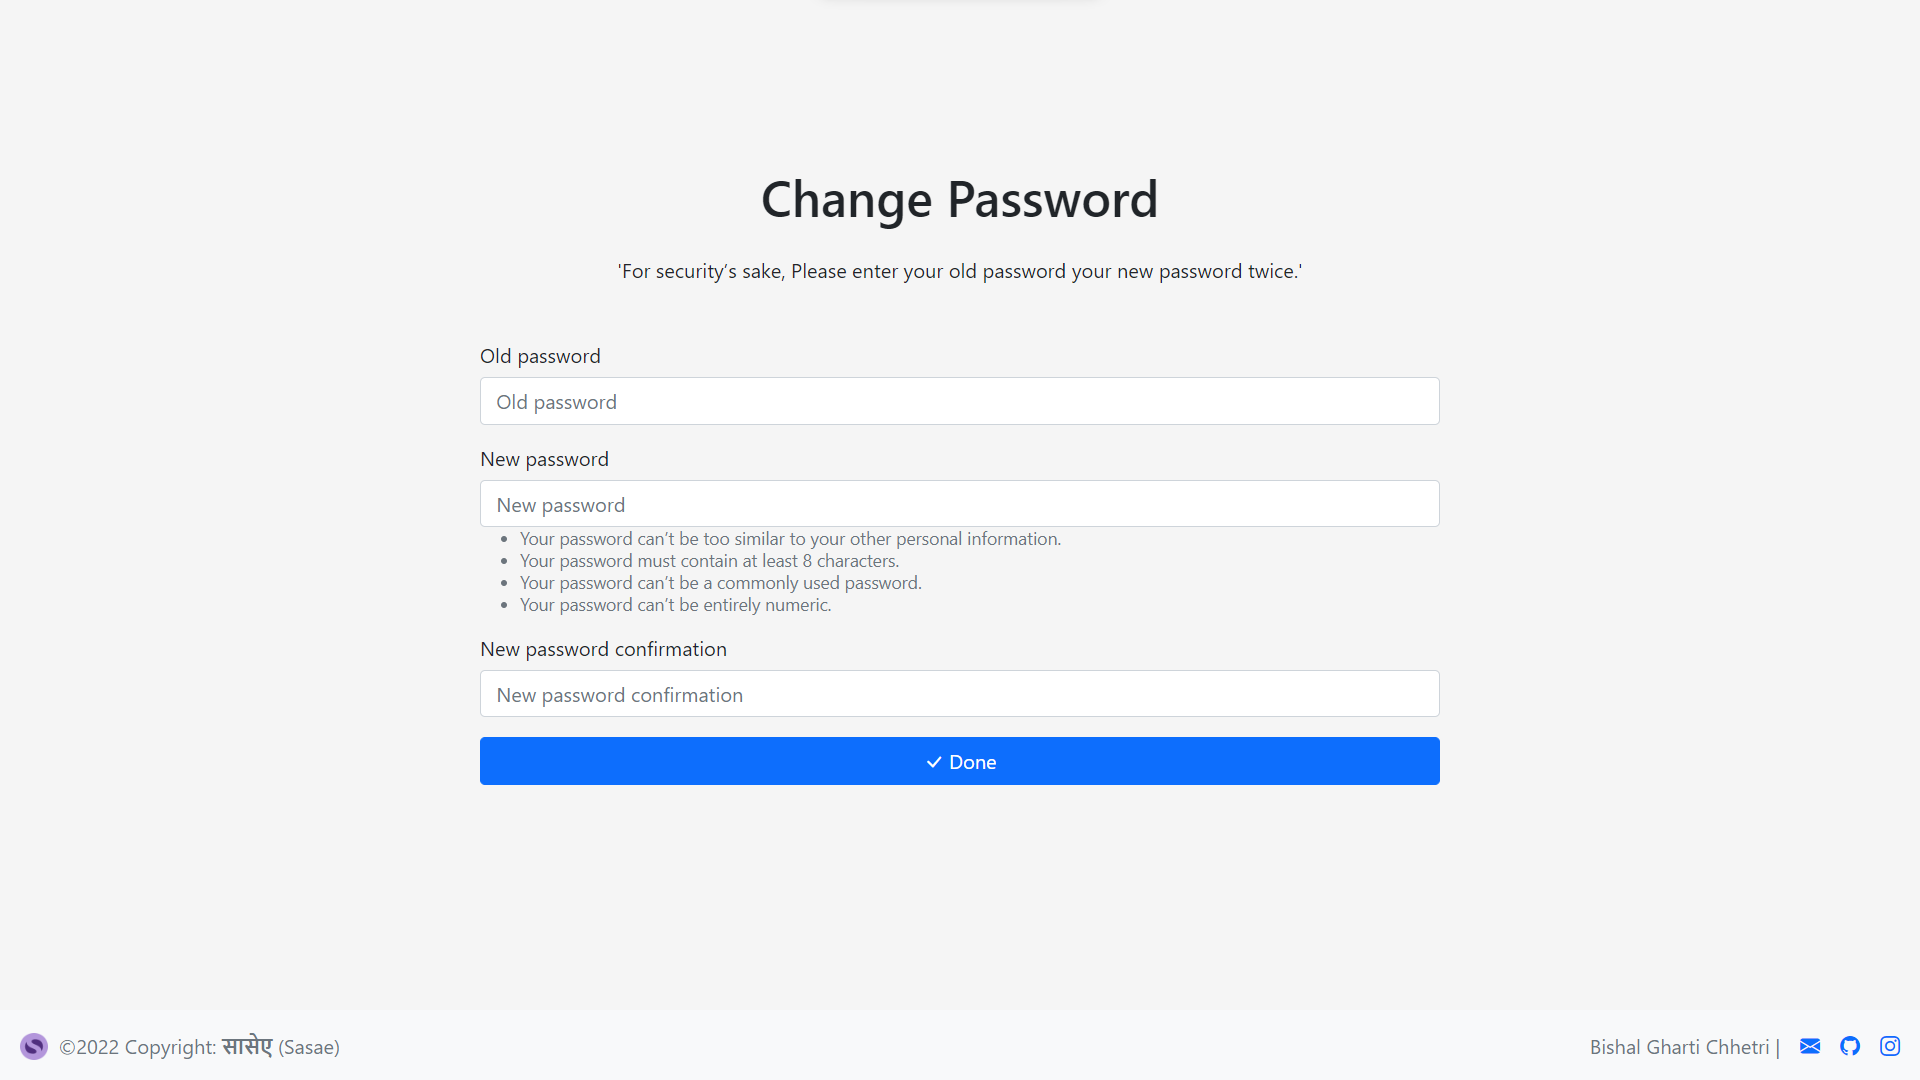 Change Password
'For security’s sake, Please enter your old password your new password twice.'
Old password
Old password
New password
New password
• Your password can’t be too similar to your other personal information.
• Your password must contain at least 8 characters.
• Your password can’t be a commonly used password.
• Your password can’t be entirely numeric.
New password confirmation
New password confirmation
Done
©2022 Copyright: सासेए (Sasae)
Bishal Gharti Chhetri |